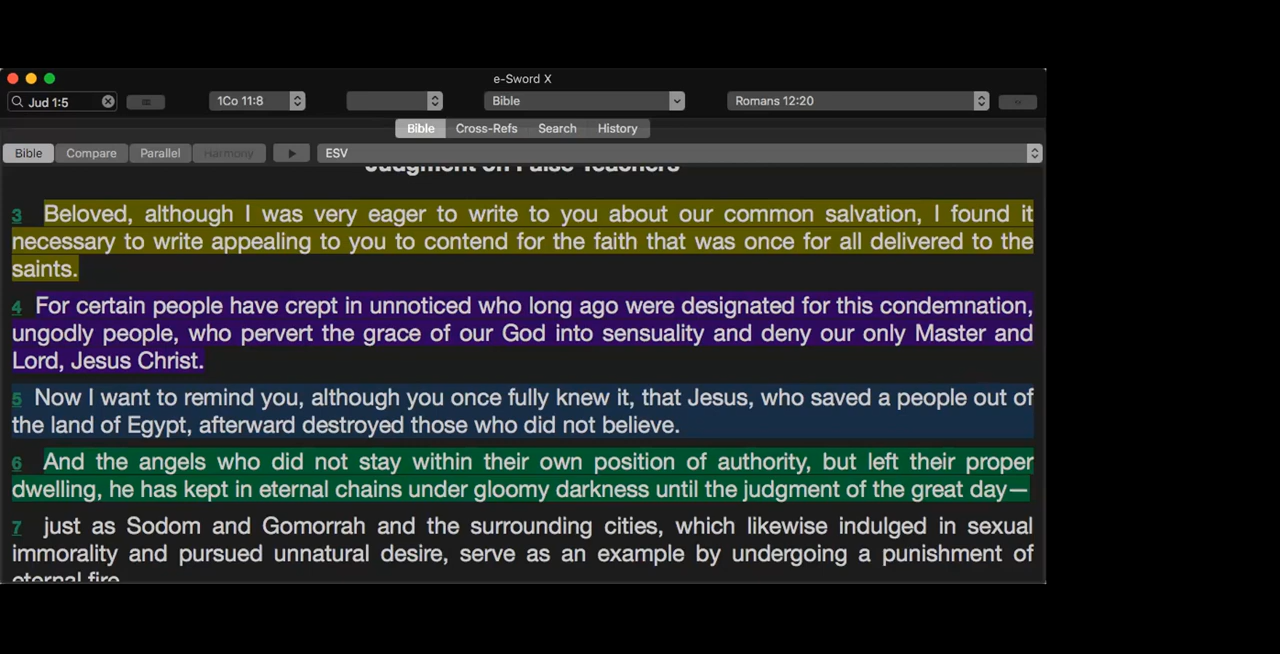 e-Sword X
Jud 1:5 1Co 11:8 Bible Romans 12:20
Bible Cross-Refs Search History
Bible Compare Parallel Harmony ESV
Judgment on False Teachers
3 Beloved, although I was very eager to write to you about our common salvation, I found it
necessary to write appealing to you to contend for the faith that was once for all delivered to the
saints.
4 For certain people have crept in unnoticed who long ago were designated for this condemnation,
ungodly people, who pervert the grace of our God into sensuality and deny our only Master and
Lord, Jesus Christ.
5 Now I want to remind you, although you once fully knew it, that Jesus, who saved a people out of
the land of Egypt, afterward destroyed those who did not believe.
6 And the angels who did not stay within their own position of authority, but left their proper
dwelling, he has kept in eternal chains under gloomy darkness until the judgment of the great day—
7 just as Sodom and Gomorrah and the surrounding cities, which likewise indulged in sexual
immorality and pursued unnatural desire, serve as an example by undergoing a punishment of
eternal fire.